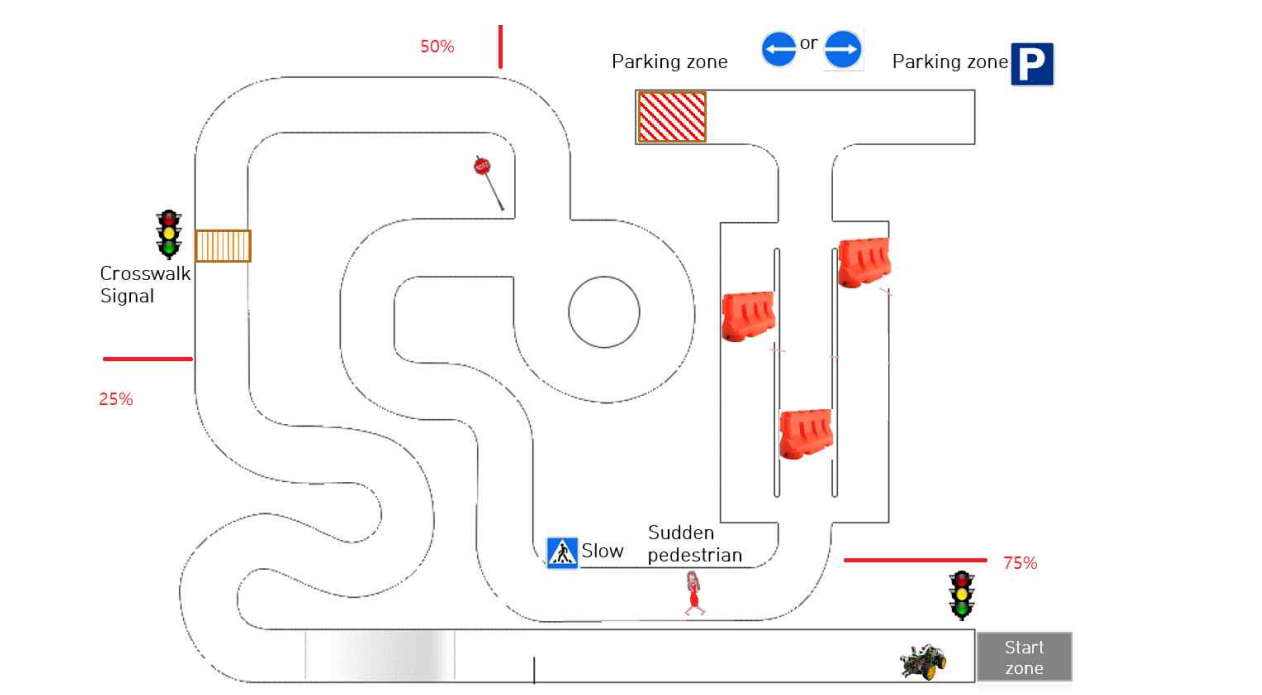 50%
Parking zone
or
Parking zone
P
Crosswalk
Signal
25%
Slow
Sudden
pedestrian
75%
Start
zone